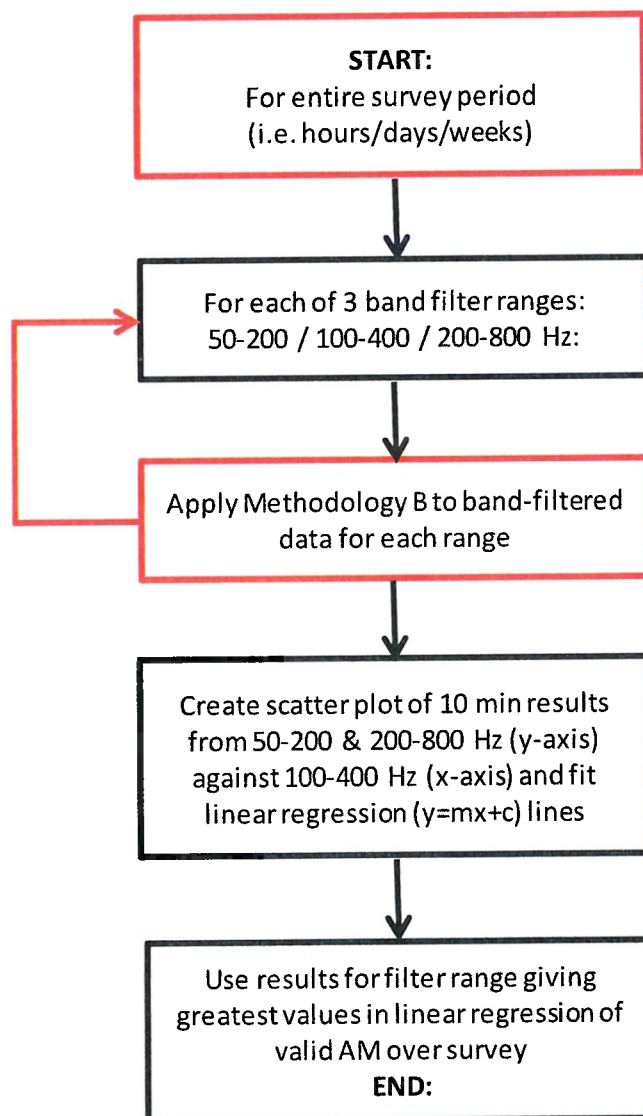 START:
For entire survey period
(i.e. hours/days/weeks)
For each of 3 band filter ranges:
50-200 / 100-400 / 200-800 Hz:
Apply Methodology B to band-filtered
data for each range
Create scatter plot of 10 min results
from 50-200 & 200-800 Hz (y-axis)
against 100-400 Hz (x-axis) and fit
linear regression (y=mx+c) lines
Use results for filter range giving
greatest values in linear regression of
valid AM over survey
END: